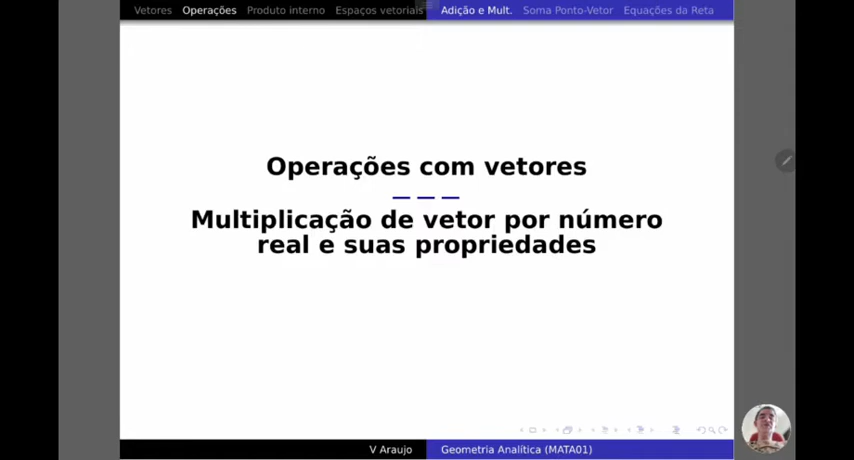 Vetores Operações Produto interno Espaços vetoriais Adição e Mult. Soma Ponto-Vetor Equações da Reta
Operações com vetores
— — —
Multiplicação de vetor por número
real e suas propriedades
V Araujo Geometria Analítica (MATA01)